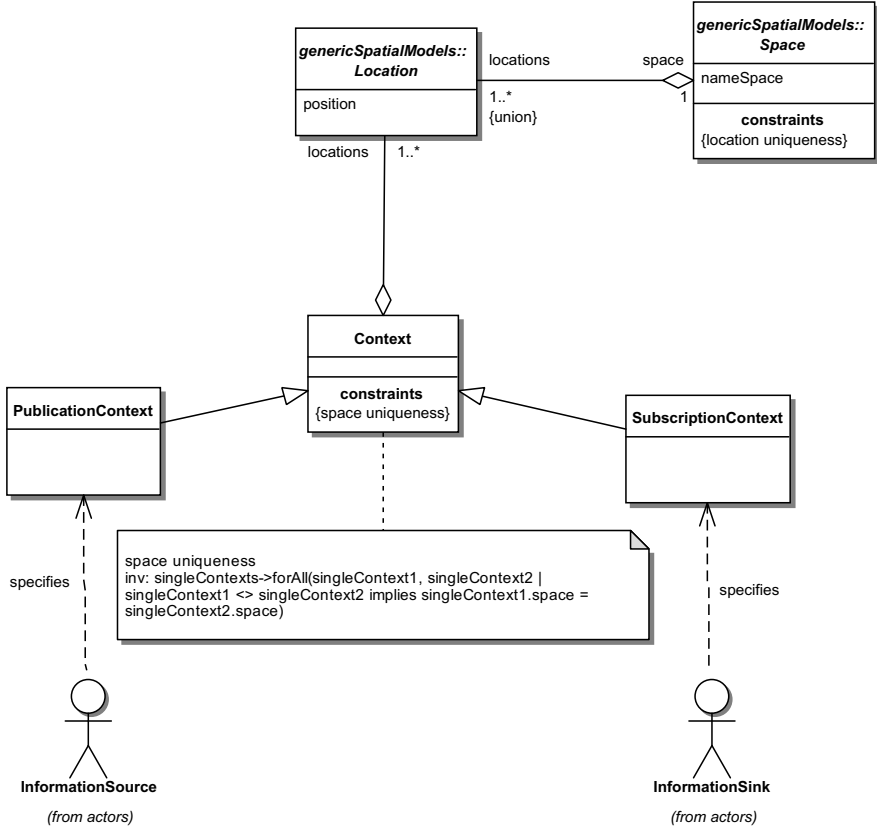 genericSpatialModels::
Location
position
locations
1..*
{union}
space
1
genericSpatialModels::
Space
nameSpace
constraints
{location uniqueness}
locations
1..*
Context
constraints
{space uniqueness}
PublicationContext
SubscriptionContext
space uniqueness
inv: singleContexts->forAll(singleContext1, singleContext2 |
singleContext1 <> singleContext2 implies singleContext1.space =
singleContext2.space)
specifies
specifies
InformationSource
(from actors)
InformationSink
(from actors)